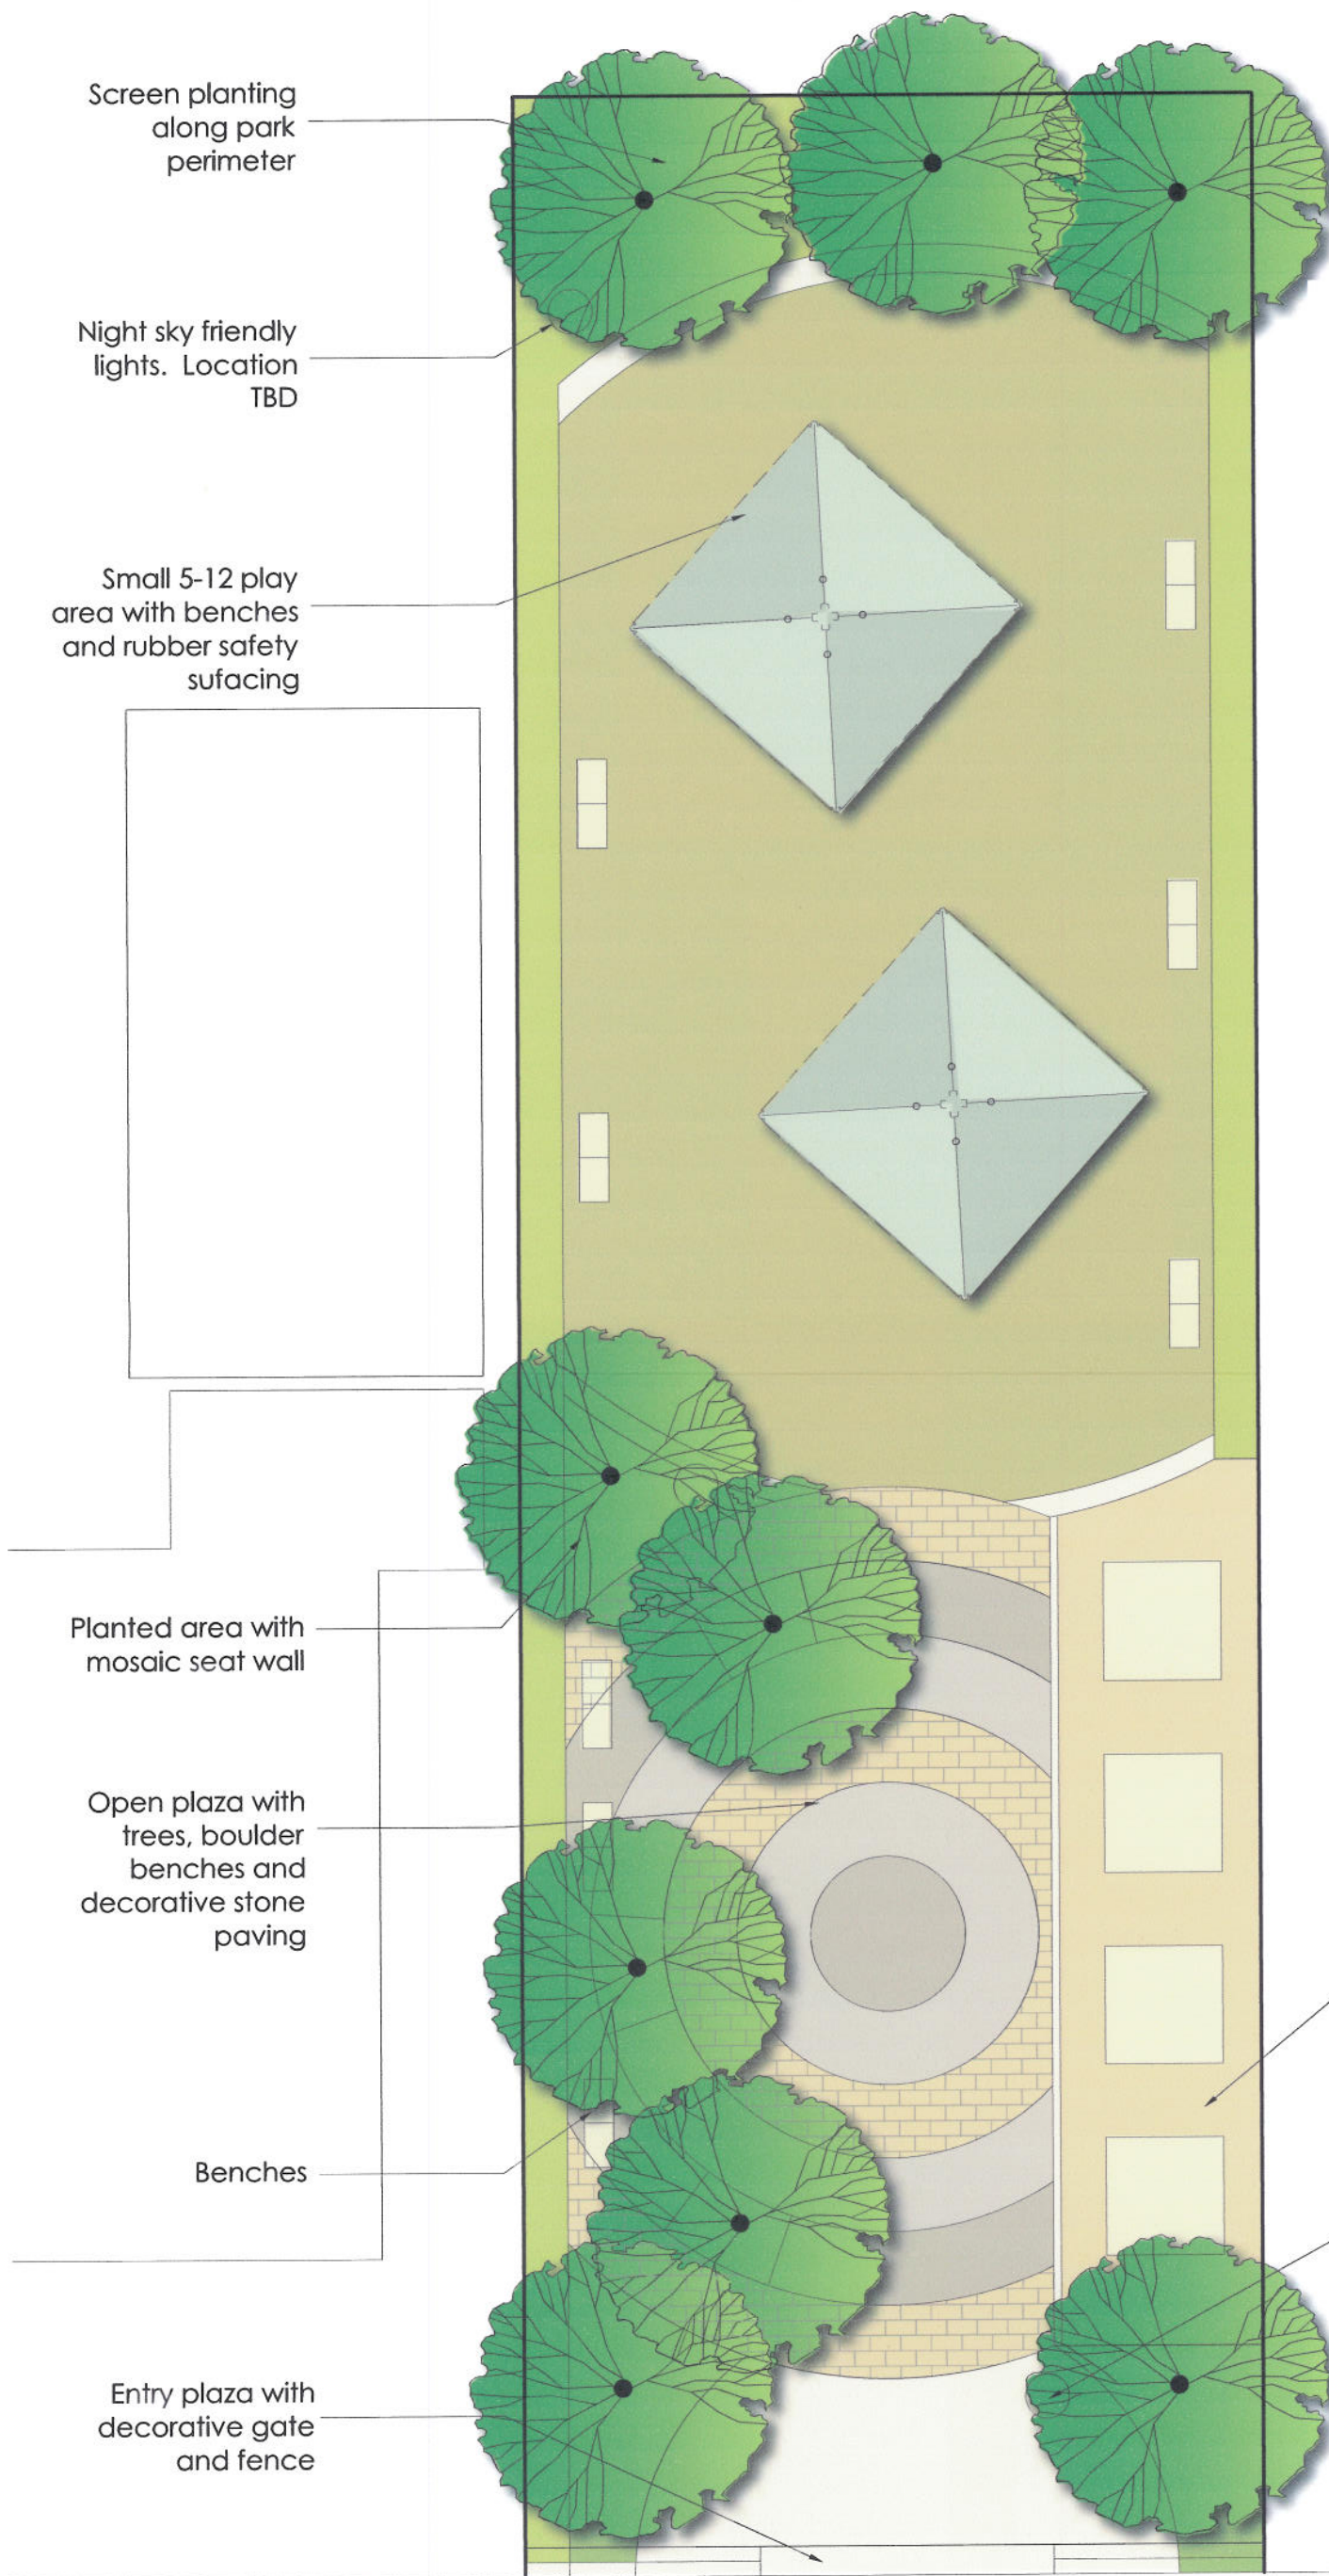 Screen planting
along park
perimeter
Night sky friendly
lights. Location
TBD
Small 5-12 play
area with benches
and rubber safety
sufacing
Planted area with
mosaic seat wall
Open plaza with
trees, boulder
benches and
decorative stone
paving
Benches
Entry plaza with
decorative gate
and fence